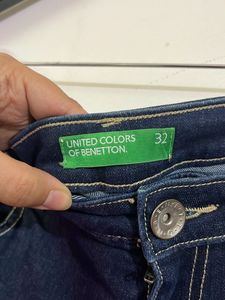 UNITED COLORS 32
OF BENETTON.